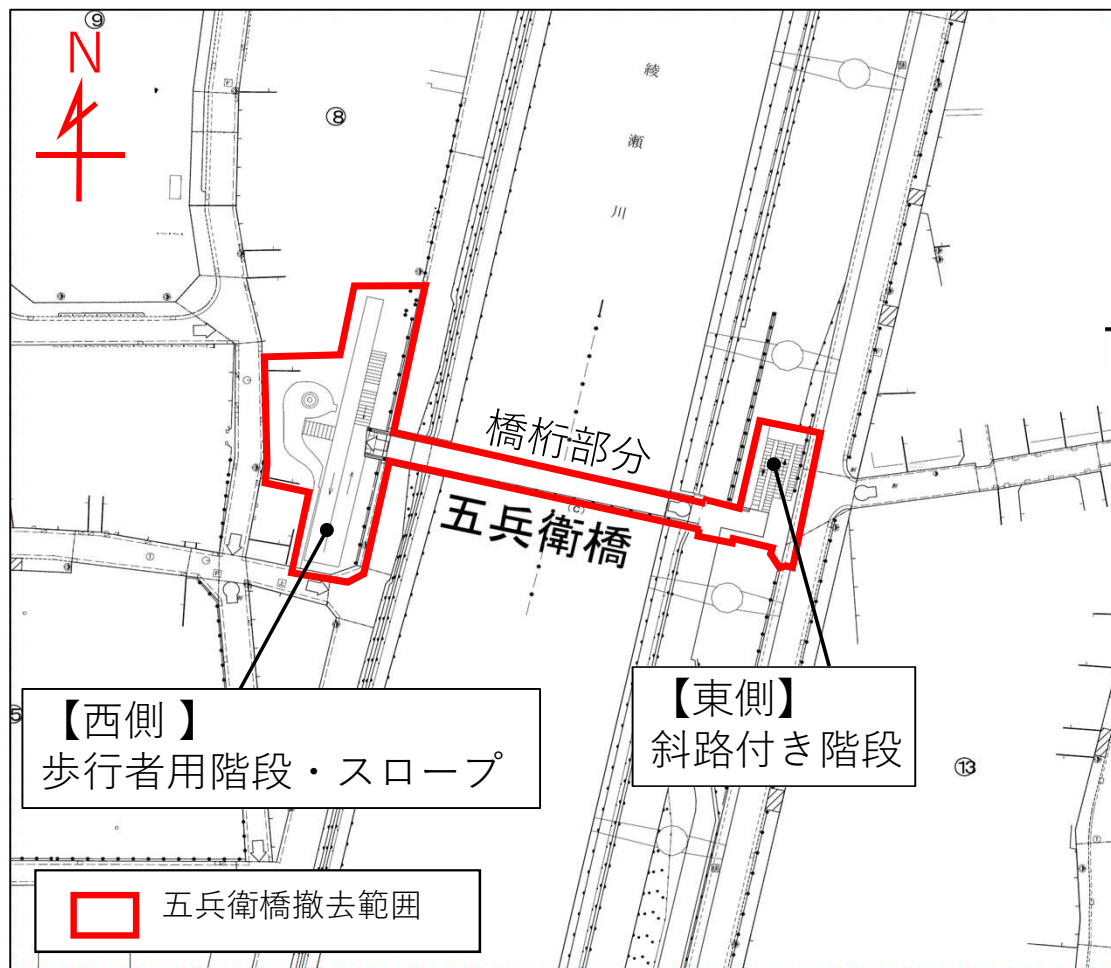 ⑨
N
⑧
綾瀬川
橋桁部分
(C)
五兵衛橋
【西側 】
歩行者用階段・スロープ
【東側】
斜路付き階段
⑬
五兵衛橋撤去範囲